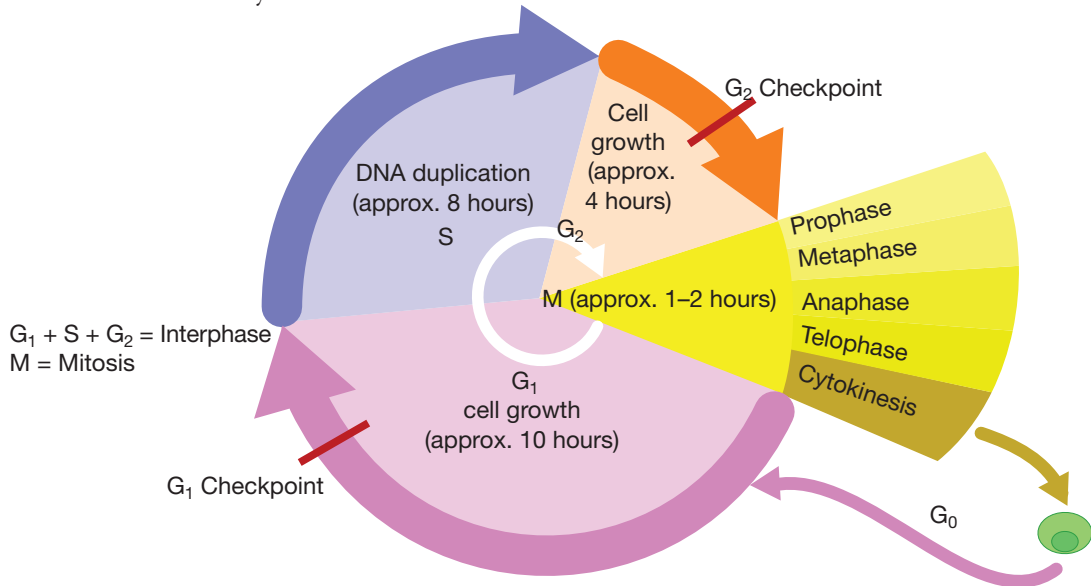 G₂ Checkpoint
Cell
growth
(approx.
4 hours)
G₂
DNA duplication
(approx. 8 hours)
S
Prophase
Metaphase
Anaphase
Telophase
Cytokinesis
M (approx. 1–2 hours)
G₁ + S + G₂ = Interphase
M = Mitosis
G₁
cell growth
(approx. 10 hours)
G₁ Checkpoint
G₀